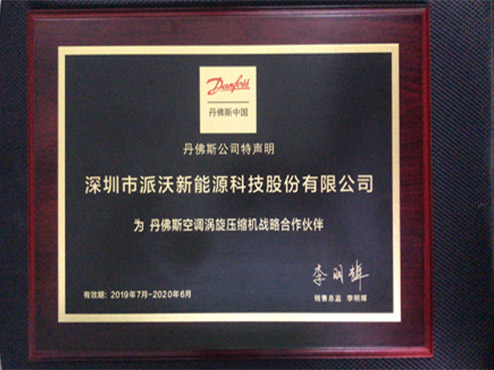 Danfoss
丹佛斯中国
丹佛斯公司特声明
深圳市派沃新能源科技股份有限公司
为 丹佛斯空调涡旋压缩机战略合作伙伴
李明辉
有效期：2019年7月-2020年6月
销售总监 李明辉